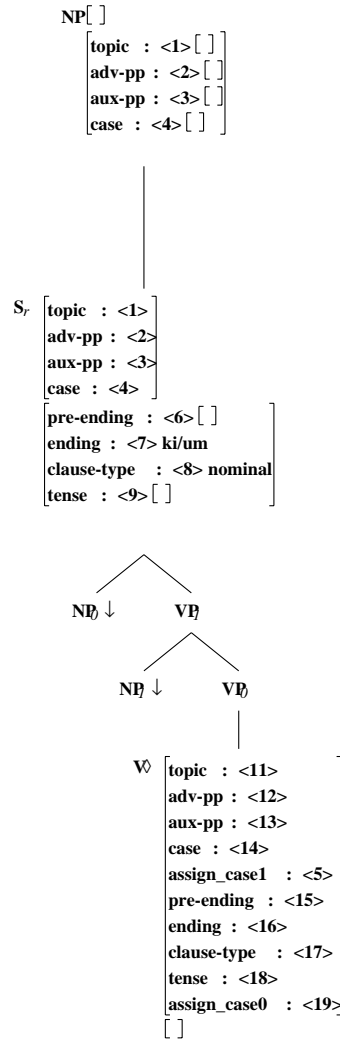 NP[ ]
topic : <1>[ ]
adv-pp : <2>[ ]
aux-pp : <3>[ ]
case : <4>[ ]
Sr topic : <1>
adv-pp : <2>
aux-pp : <3>
case : <4>
pre-ending : <6>[ ]
ending : <7> ki/um
clause-type : <8> nominal
tense : <9>[ ]
NP0 ↓ VP1
NP1 ↓ VP0
V◊ topic : <11>
adv-pp : <12>
aux-pp : <13>
case : <14>
assign_case1 : <5>
pre-ending : <15>
ending : <16>
clause-type : <17>
tense : <18>
assign_case0 : <19>
[ ]